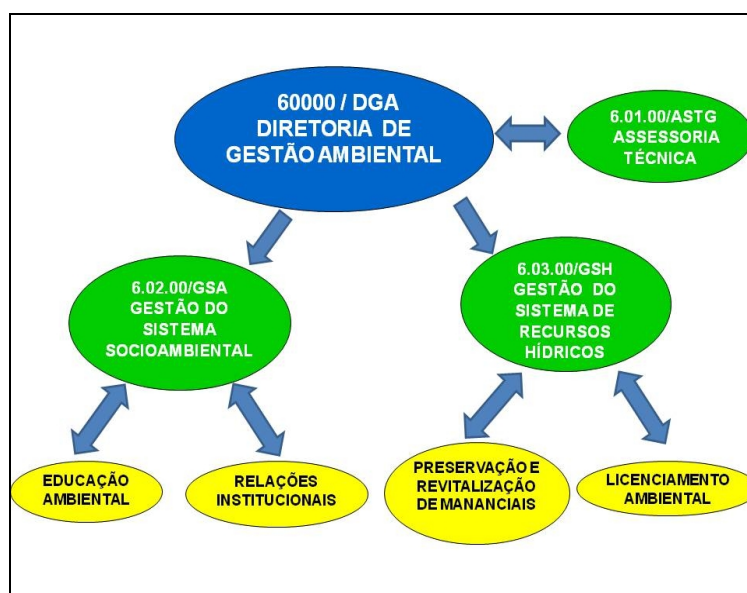 60000 / DGA
DIRETORIA DE
GESTÃO AMBIENTAL
6.01.00/ASTG
ASSESSORIA
TÉCNICA
6.02.00/GSA
GESTÃO DO
SISTEMA
SOCIOAMBIENTAL
6.03.00/GSH
GESTÃO DO
SISTEMA DE
RECURSOS
HÍDRICOS
EDUCAÇÃO
AMBIENTAL
RELAÇÕES
INSTITUCIONAIS
PRESERVAÇÃO E
REVITALIZAÇÃO
DE MANANCIAIS
LICENCIAMENTO
AMBIENTAL